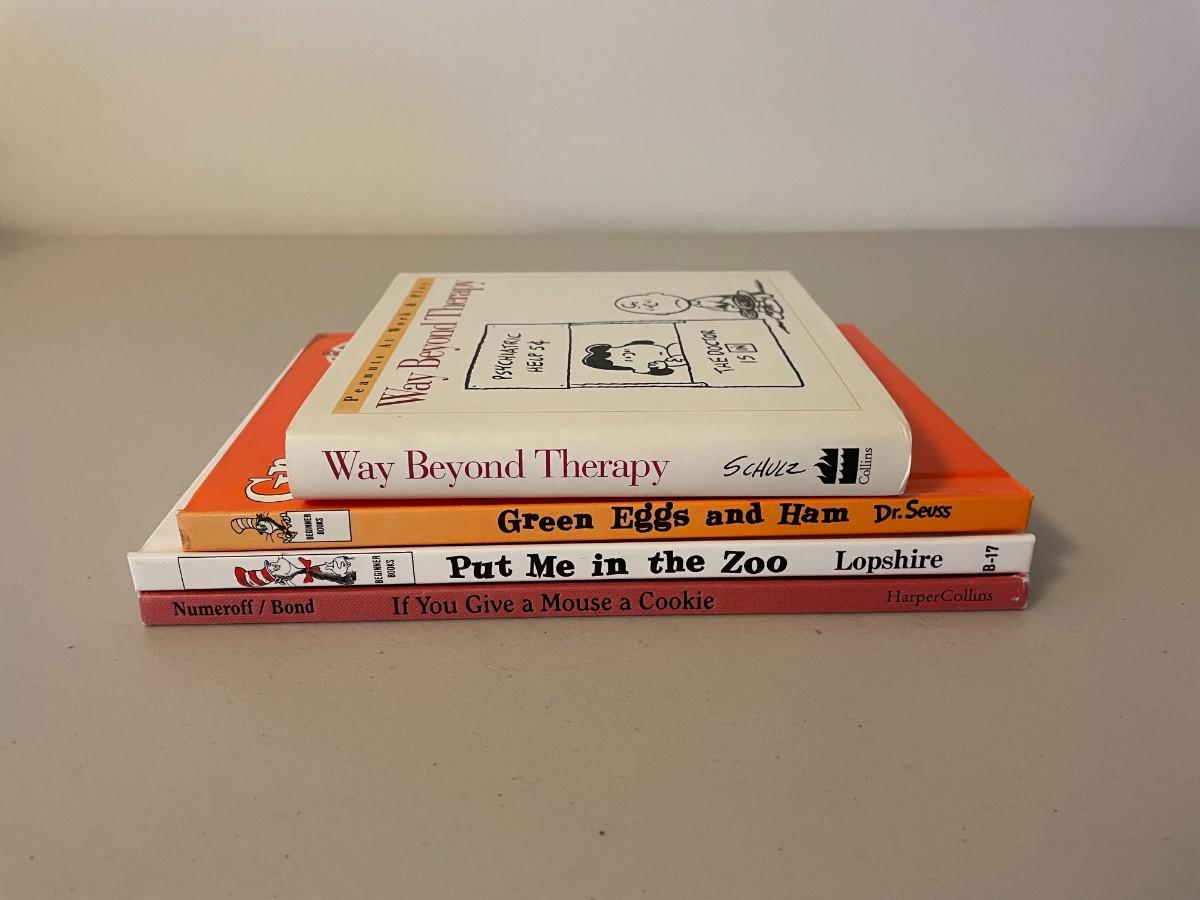 Peanuts At Work & Play
Way Beyond Therapy
PSYCHIATRIC
HELP 5¢
THE DOCTOR
IS IN
Way Beyond Therapy SCHULZ Collins
BEGINNER
BOOKS
Green Eggs and Ham Dr. Seuss
BEGINNER
BOOKS
Put Me in the Zoo Lopshire B-17
Numeroff / Bond If You Give a Mouse a Cookie HarperCollins